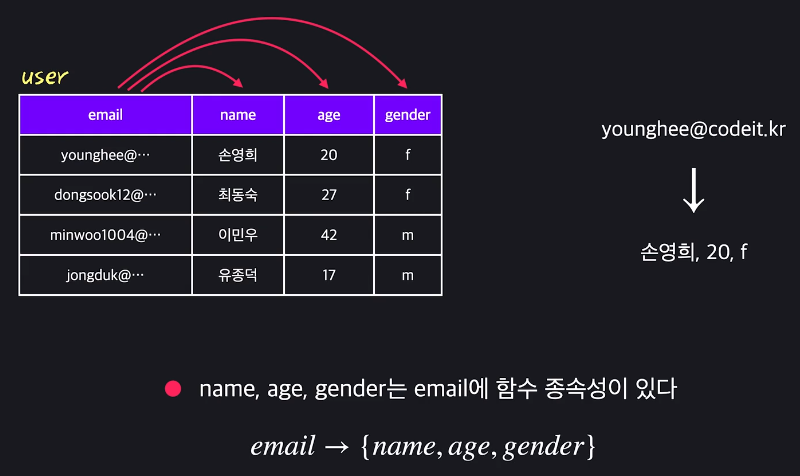 user
email name age gender
younghee@··· 손영희 20 f
dongsook12@··· 최동숙 27 f
minwoo1004@··· 이민우 42 m
jongduk@··· 유종덕 17 m
younghee@codeit.kr
↓
손영희, 20, f
● name, age, gender는 email에 함수 종속성이 있다
email → {name, age, gender}